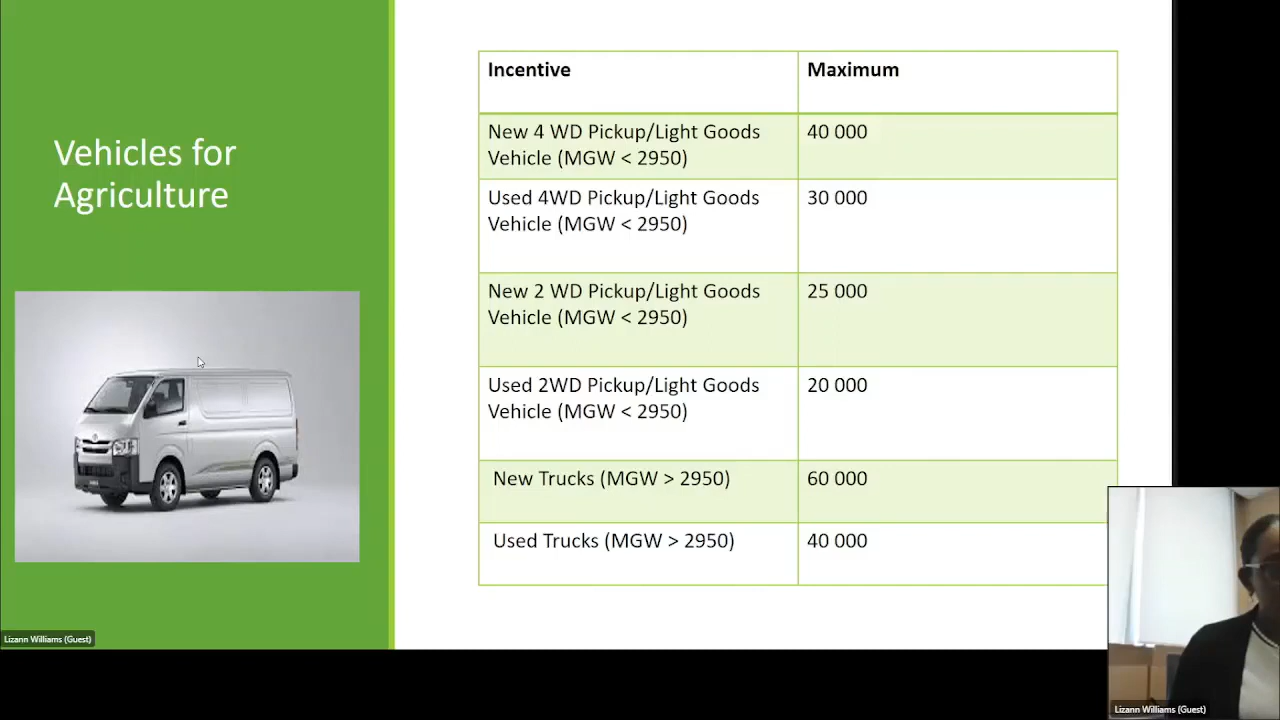 Vehicles for
Agriculture
Incentive
Maximum
New 4 WD Pickup/Light Goods
Vehicle (MGW < 2950)
40 000
Used 4WD Pickup/Light Goods
Vehicle (MGW < 2950)
30 000
New 2 WD Pickup/Light Goods
Vehicle (MGW < 2950)
25 000
Used 2WD Pickup/Light Goods
Vehicle (MGW < 2950)
20 000
New Trucks (MGW > 2950)
60 000
Used Trucks (MGW > 2950)
40 000
Lizann Williams (Guest)
Lizann Williams (Guest)